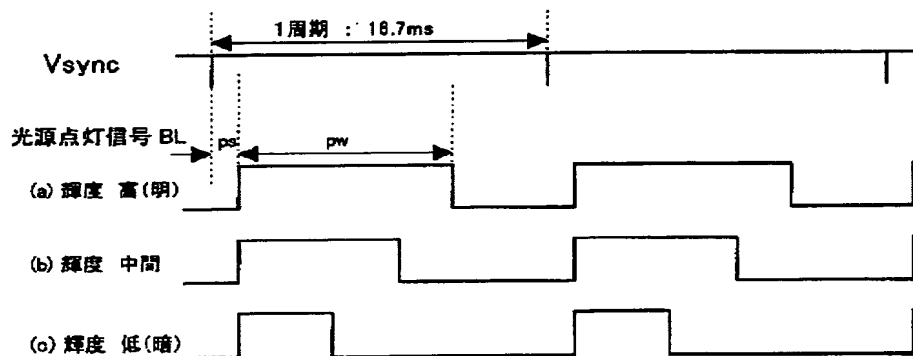 1周期 : 16.7ms
Vsync
光源点灯信号 BL
ps
pw
(a) 輝度 高(明)
(b) 輝度 中間
(c) 輝度 低(暗)